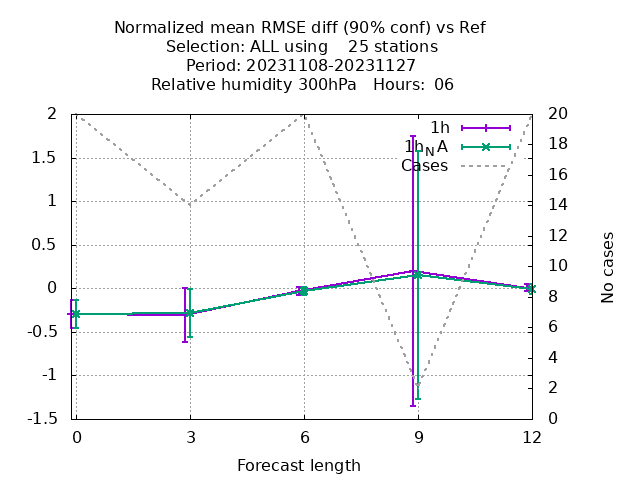 Normalized mean RMSE diff (90% conf) vs Ref
Selection: ALL using    25 stations
Period: 20231108-20231127
Relative humidity 300hPa   Hours: 06
1h
1h_N A
Cases
2
1.5
1
0.5
0
-0.5
-1
-1.5
20
18
16
14
12
10
8
6
4
2
0
No cases
0 3 6 9 12
Forecast length